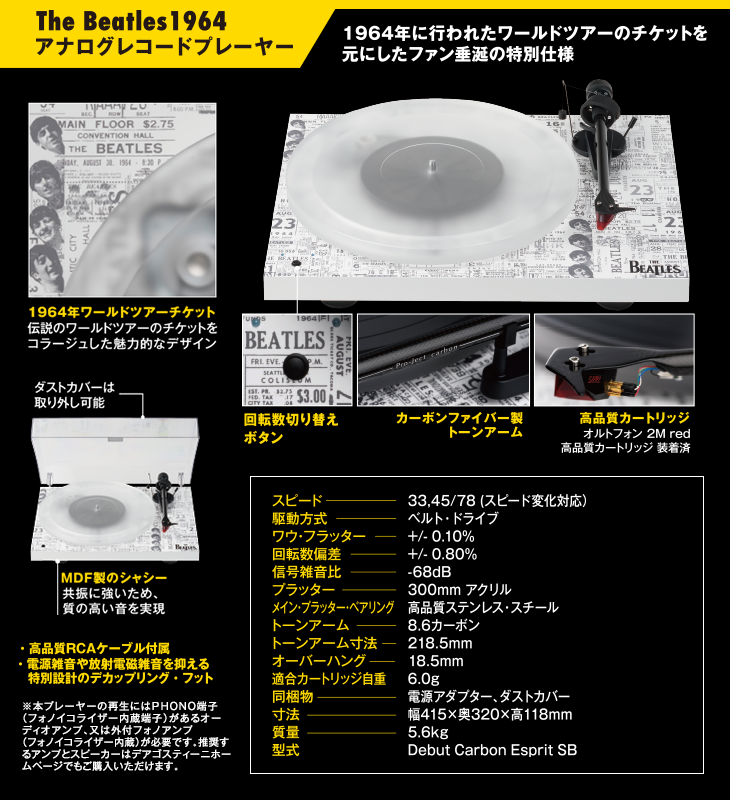 The Beatles1964
アナログレコードプレーヤー
1964年に行われたワールドツアーのチケットを
元にしたファン垂涎の特別仕様
MAIN FLOOR $2.75
CONVENTION HALL
THE BEATLES
AUGUST 30, 1964 - 8:30 P.
1964年ワールドツアーチケット
伝説のワールドツアーのチケットを
コラージュした魅力的なデザイン
THE
BEATLES
BEATLES
FRI. EVE.
P.M.
COLISEUM
EST. PR. $2.75
FED. TAX .17
CITY TAX .08
$3.00
AUGUST
Pro-Ject carbon
回転数切り替え
ボタン
カーボンファイバー製
トーンアーム
高品質カートリッジ
オルトフォン 2M red
高品質カートリッジ 装着済
ダストカバーは
取り外し可能
BEATLES
MDF製のシャシー
共振に強いため、
質の高い音を実現
・高品質RCAケーブル付属
・電源雑音や放射電磁雑音を抑える
特別設計のデカップリング・フット
※本プレーヤーの再生にはPHONO端子
(フォノイコライザー内蔵端子)があるオー
ディオアンプ、又は外付フォノアンプ
(フォノイコライザー内蔵)が必要です。推奨す
るアンプとスピーカーはデアゴスティーニホー
ムページでもご購入いただけます。
スピード 33,45/78 (スピード変化対応)
駆動方式 ベルト・ドライブ
ワウ・フラッター +/- 0.10%
回転数偏差 +/- 0.80%
信号雑音比 -68dB
プラッター 300mm アクリル
メイン・プラッター・ベアリング 高品質ステンレス・スチール
トーンアーム 8.6カーボン
トーンアーム寸法 218.5mm
オーバーハング 18.5mm
適合カートリッジ自重 6.0g
同梱物 電源アダプター、ダストカバー
寸法 幅415×奥320×高118mm
質量 5.6kg
型式 Debut Carbon Esprit SB